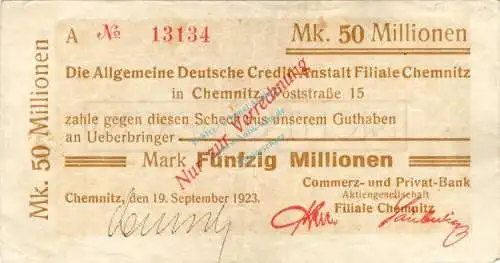 A № 13134
Mk. 50 Millionen
Mk. 50 Millionen
Die Allgemeine Deutsche Credit-Anstalt Filiale Chemnitz
in Chemnitz, Poststraße 15
zahle gegen diesen Scheck aus unserem Guthaben
an Ueberbringer
Nur zur Verrechnung
Mark Fünfzig Millionen
Commerz- und Privat-Bank
Aktiengesellschaft
Filiale Chemnitz
Chemnitz, den 19. September 1923.